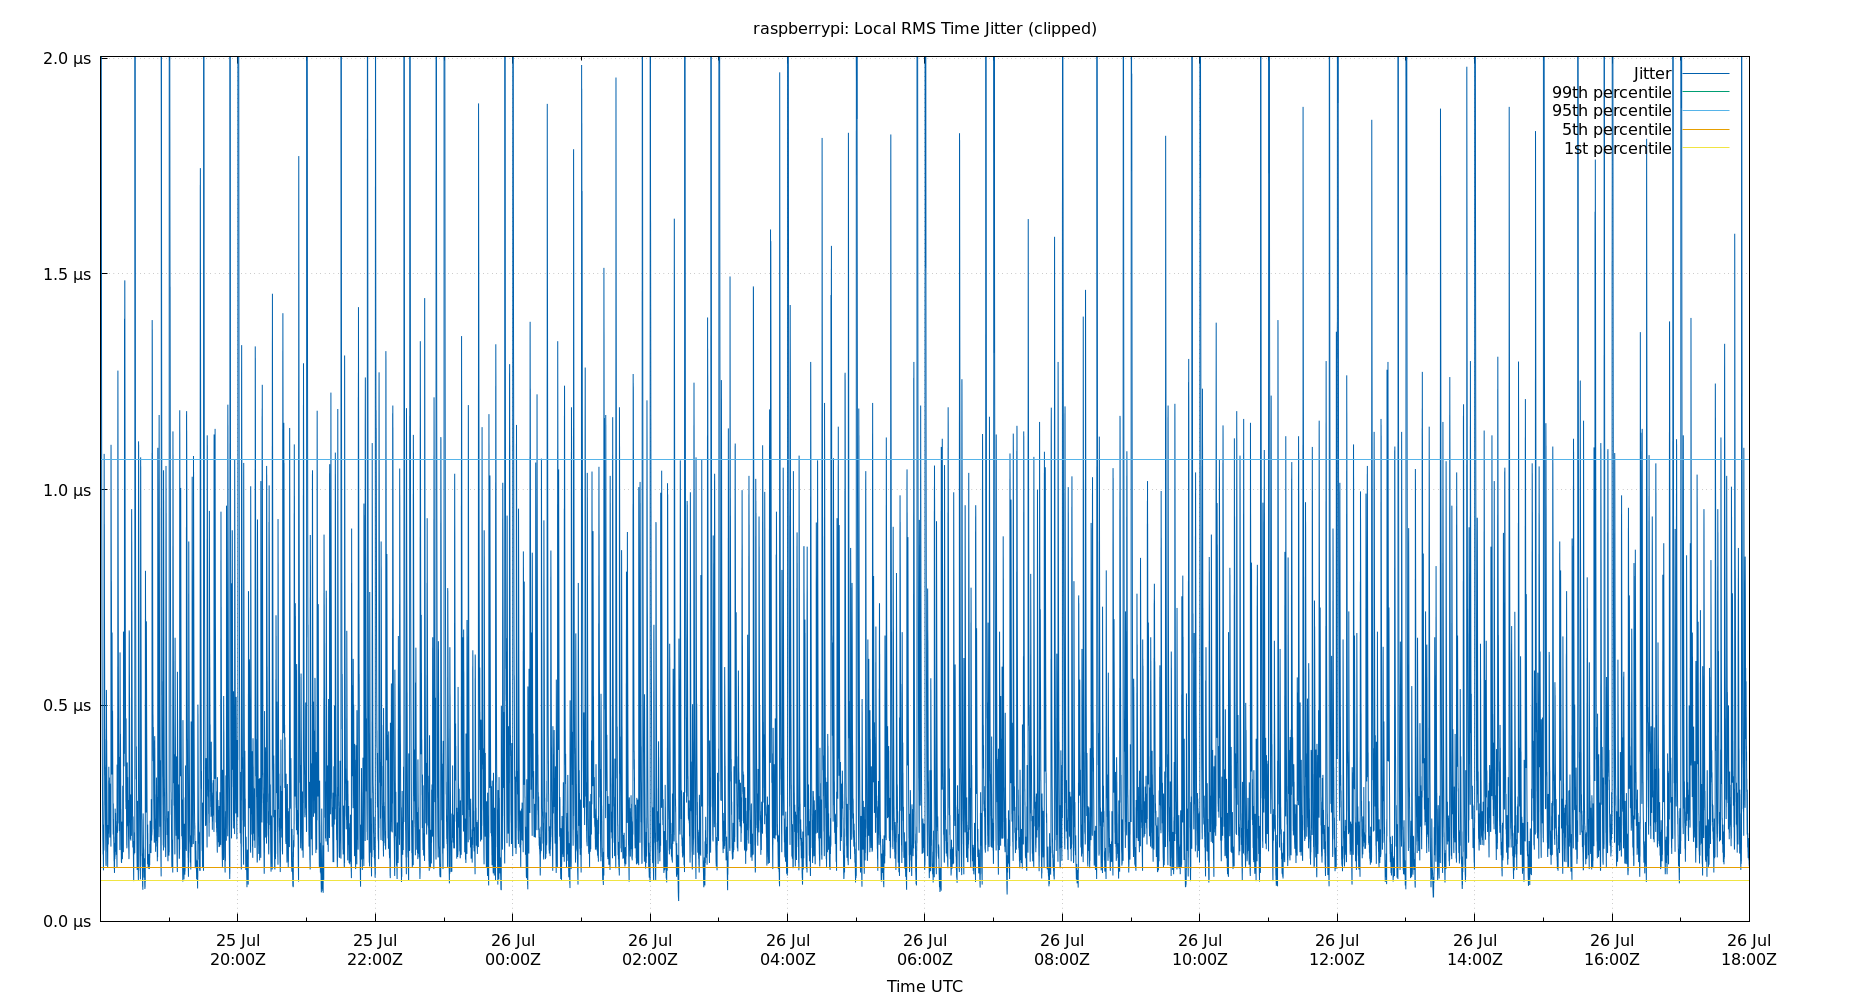 raspberrypi: Local RMS Time Jitter (clipped)
2.0 µs
1.5 µs
1.0 µs
0.5 µs
0.0 µs
Jitter
99th percentile
95th percentile
5th percentile
1st percentile
25 Jul 25 Jul 26 Jul 26 Jul 26 Jul 26 Jul 26 Jul 26 Jul 26 Jul 26 Jul 26 Jul 26 Jul
20:00Z 22:00Z 00:00Z 02:00Z 04:00Z 06:00Z 08:00Z 10:00Z 12:00Z 14:00Z 16:00Z 18:00Z
Time UTC